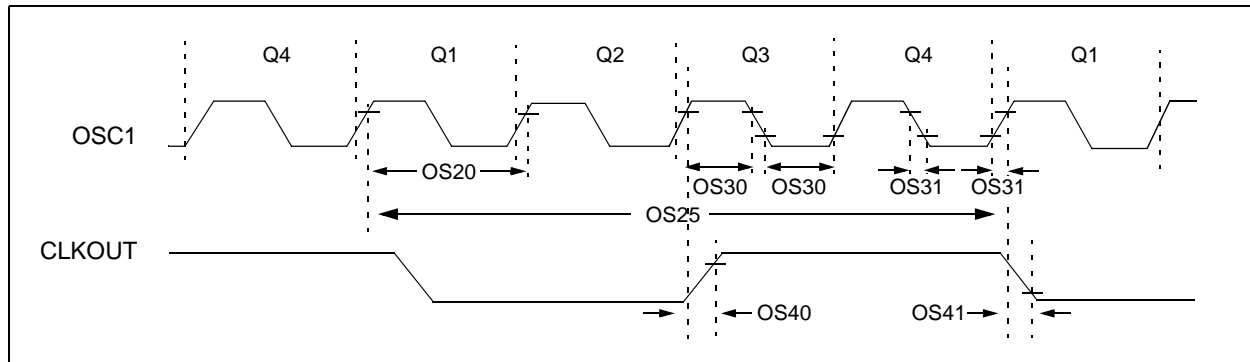 Q4 Q1 Q2 Q3 Q4 Q1
OSC1
OS20 OS30 OS30 OS31 OS31
OS25
CLKOUT
OS40 OS41